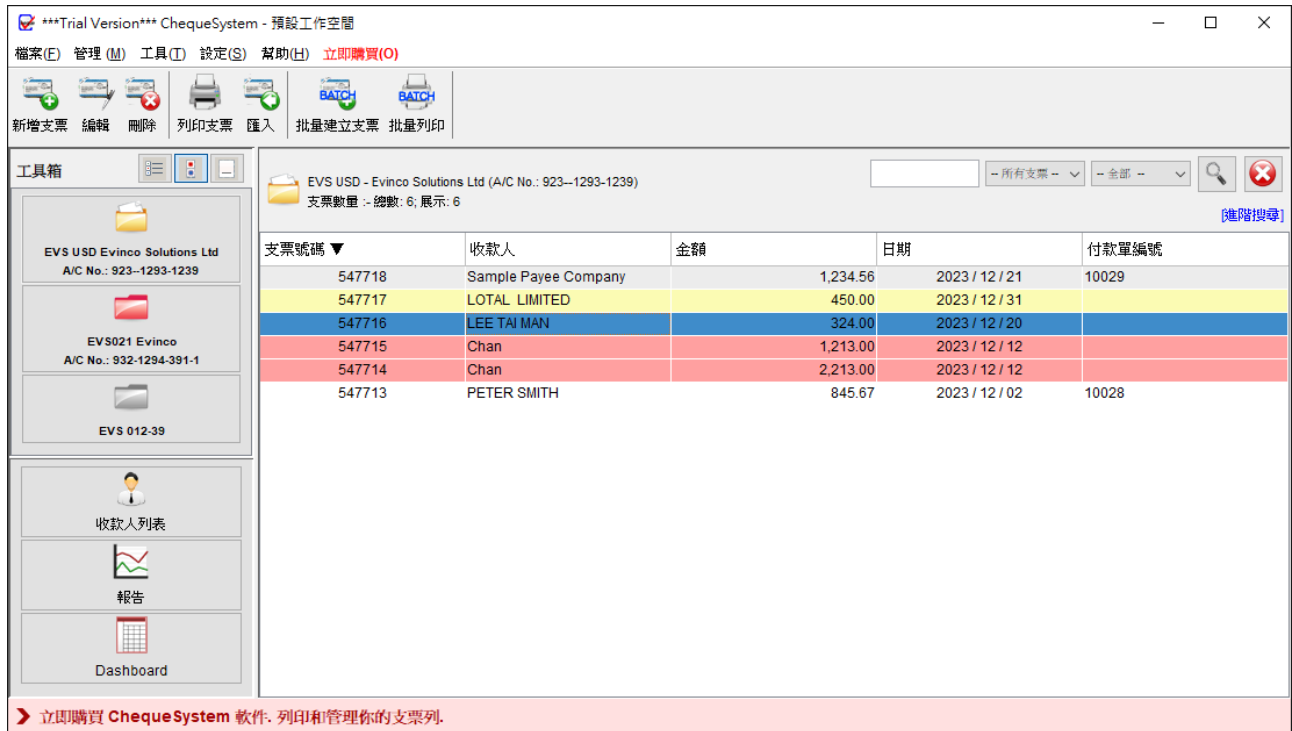 ***Trial Version*** ChequeSystem - 預設工作空間
檔案(F) 管理 (M) 工具(T) 設定(S) 幫助(H) 立即購買(O)
BATCH BATCH
新增支票 編輯 刪除 列印支票 匯入 批量建立支票 批量列印
工具箱
EVS USD Evinco Solutions Ltd
A/C No.: 923--1293-1239
EVS021 Evinco
A/C No.: 932-1294-391-1
EVS 012-39
收款人列表
報告
Dashboard
EVS USD - Evinco Solutions Ltd (A/C No.: 923--1293-1239)
支票數量 :- 總數: 6; 展示: 6
-- 所有支票 -- -- 全部 --
[進階搜尋]
支票號碼 ▼ 收款人 金額 日期 付款單編號
547718 Sample Payee Company 1,234.56 2023 / 12 / 21 10029
547717 LOTAL LIMITED 450.00 2023 / 12 / 31
547716 LEE TAI MAN 324.00 2023 / 12 / 20
547715 Chan 1,213.00 2023 / 12 / 12
547714 Chan 2,213.00 2023 / 12 / 12
547713 PETER SMITH 845.67 2023 / 12 / 02 10028
立即購買 ChequeSystem 軟件. 列印和管理你的支票列.